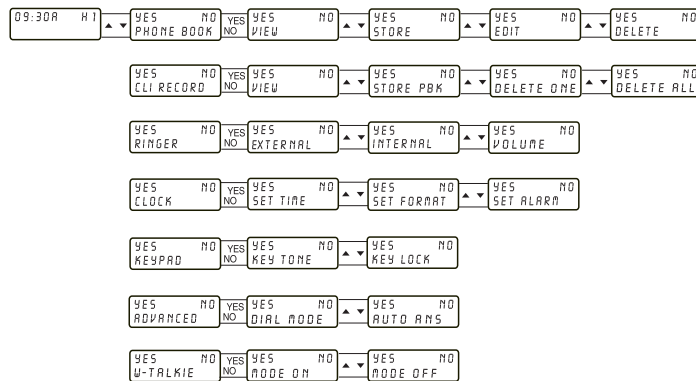 09:30A H1
YES NO YES YES NO YES NO YES NO YES NO
PHONE BOOK NO VIEW STORE EDIT DELETE
YES NO YES YES NO YES NO YES NO YES NO
CLI RECORD NO VIEW STORE PBK DELETE ONE DELETE ALL
YES NO YES YES NO YES NO YES NO
RINGER NO EXTERNAL INTERNAL VOLUME
YES NO YES YES NO YES NO YES NO
CLOCK NO SET TIME SET FORMAT SET ALARM
YES NO YES YES NO YES NO
KEYPAD NO KEY TONE KEY LOCK
YES NO YES YES NO YES NO
ADVANCED NO DIAL MODE AUTO ANS
YES NO YES YES NO YES NO
W-TALKIE NO MODE ON MODE OFF